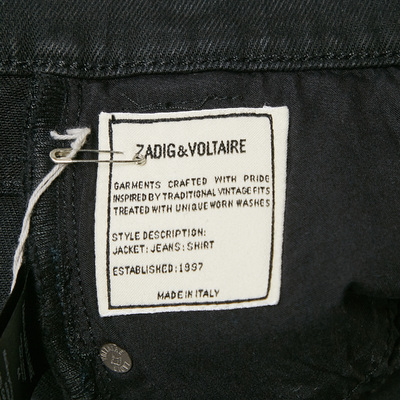 ZADIG&VOLTAIRE
GARMENTS CRAFTED WITH PRIDE
INSPIRED BY TRADITIONAL VINTAGE FITS
TREATED WITH UNIQUE WORN WASHES
STYLE DESCRIPTION:
JACKET: JEANS: SHIRT
ESTABLISHED: 1997
MADE IN ITALY